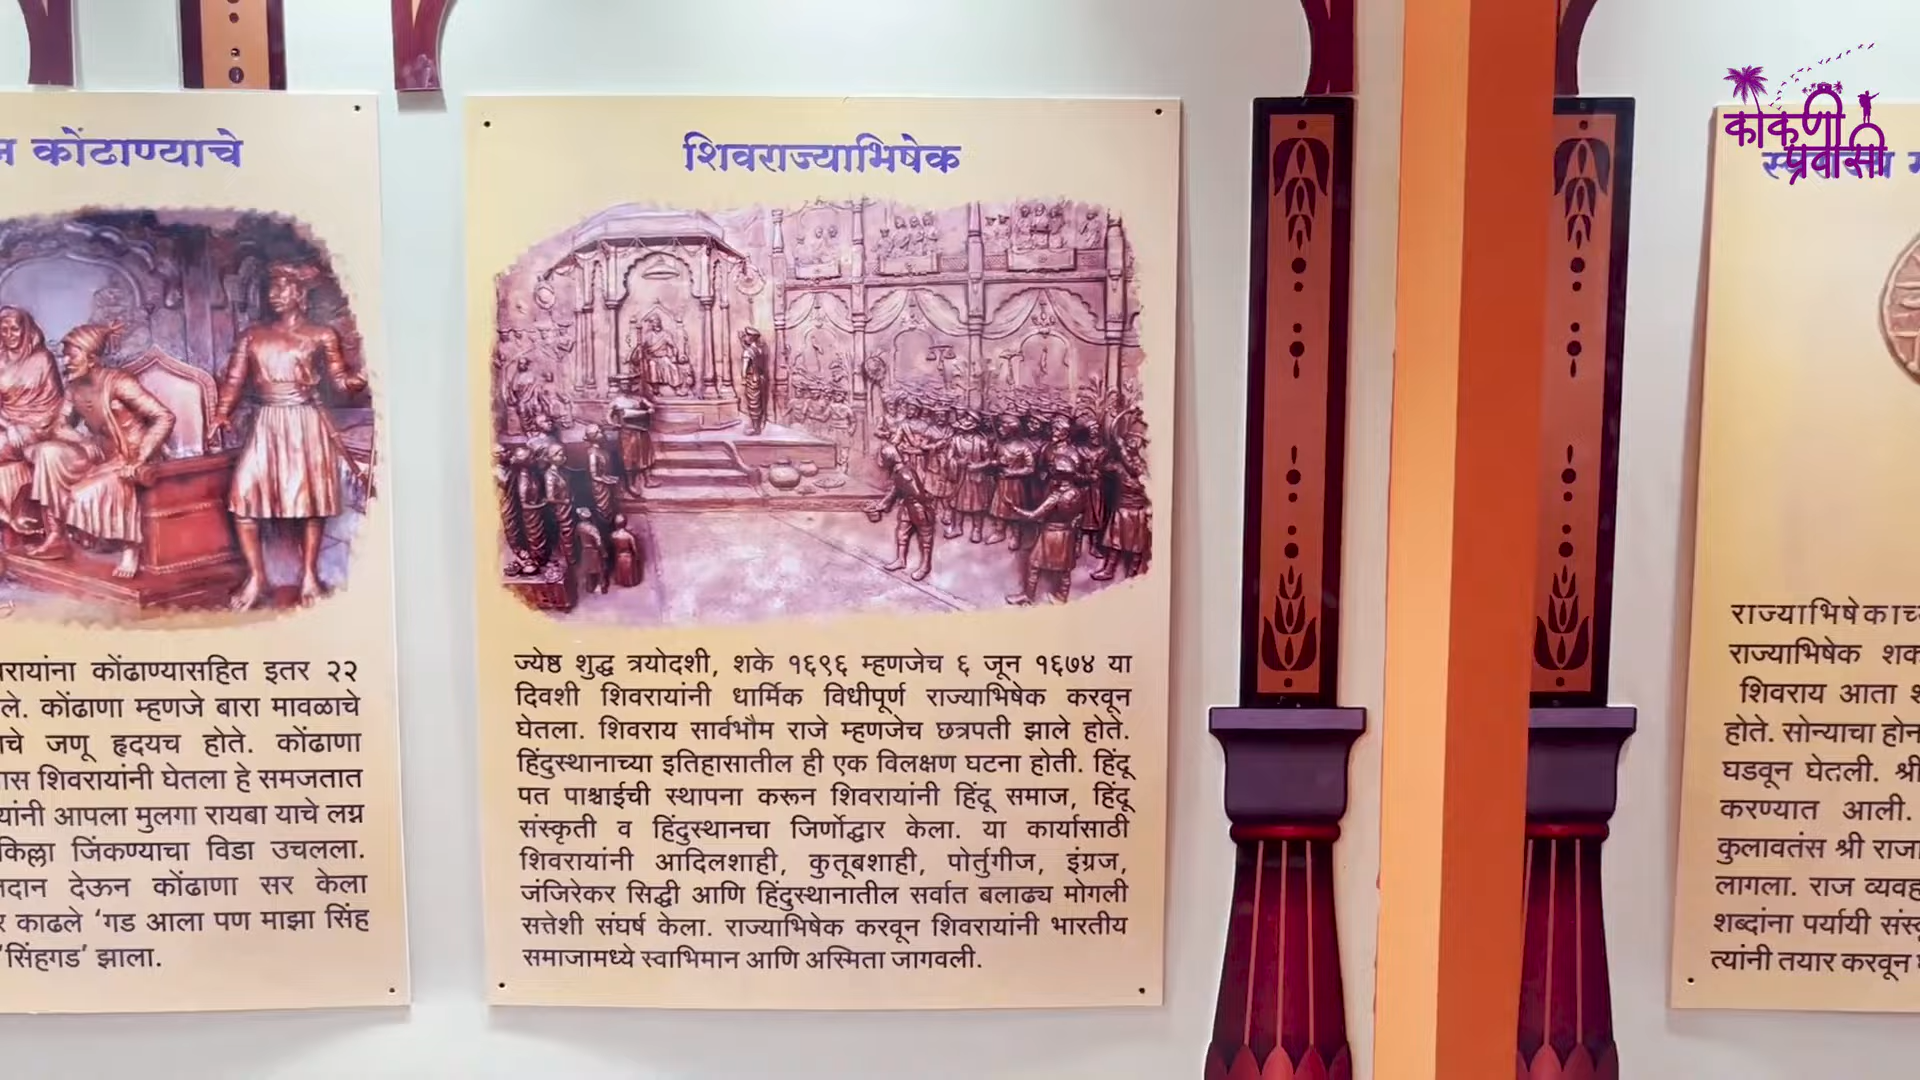 कोंढाण्याचे
रायांना कोंढाण्यासहित इतर २२
ले. कोंढाणा म्हणजे बारा मावळाचे
चे जणू हृदयच होते. कोंढाणा
ास शिवरायांनी घेतला हे समजतात
यांनी आपला मुलगा रायबा याचे लग्न
किल्ला जिंकण्याचा विडा उचलला.
देऊन कोंढाणा सर केला
काढले ‘गड आला पण माझा सिंह
‘सिंहगड’ झाला.
शिवराज्याभिषेक
ज्येष्ठ शुद्ध त्रयोदशी, शके १६९६ म्हणजेच ६ जून १६७४ या
दिवशी शिवरायांनी धार्मिक विधीपूर्ण राज्याभिषेक करवून
घेतला. शिवराय सार्वभौम राजे म्हणजेच छत्रपती झाले होते.
हिंदुस्थानाच्या इतिहासातील ही एक विलक्षण घटना होती. हिंदू
पत पाश्चाईची स्थापना करून शिवरायांनी हिंदू समाज, हिंदू
संस्कृती व हिंदुस्थानचा जिर्णोद्धार केला. या कार्यासाठी
शिवरायांनी आदिलशाही, कुतूबशाही, पोर्तुगीज, इंग्रज,
जंजिरेकर सिद्धी आणि हिंदुस्थानातील सर्वात बलाढ्य मोगली
सत्तेशी संघर्ष केला. राज्याभिषेक करवून शिवरायांनी भारतीय
समाजामध्ये स्वाभिमान आणि अस्मिता जागवली.
कोकणी
प्रवासी
राज्याभिषेकाच्
राज्याभिषेक शक
शिवराय आता
होते. सोन्याचा होन
घडवून घेतली. श्री
करण्यात आली.
कुलावतंस श्री राजा
लागला. राज व्यवह
शब्दांना पर्यायी संस्कृ
त्यांनी तयार करवून